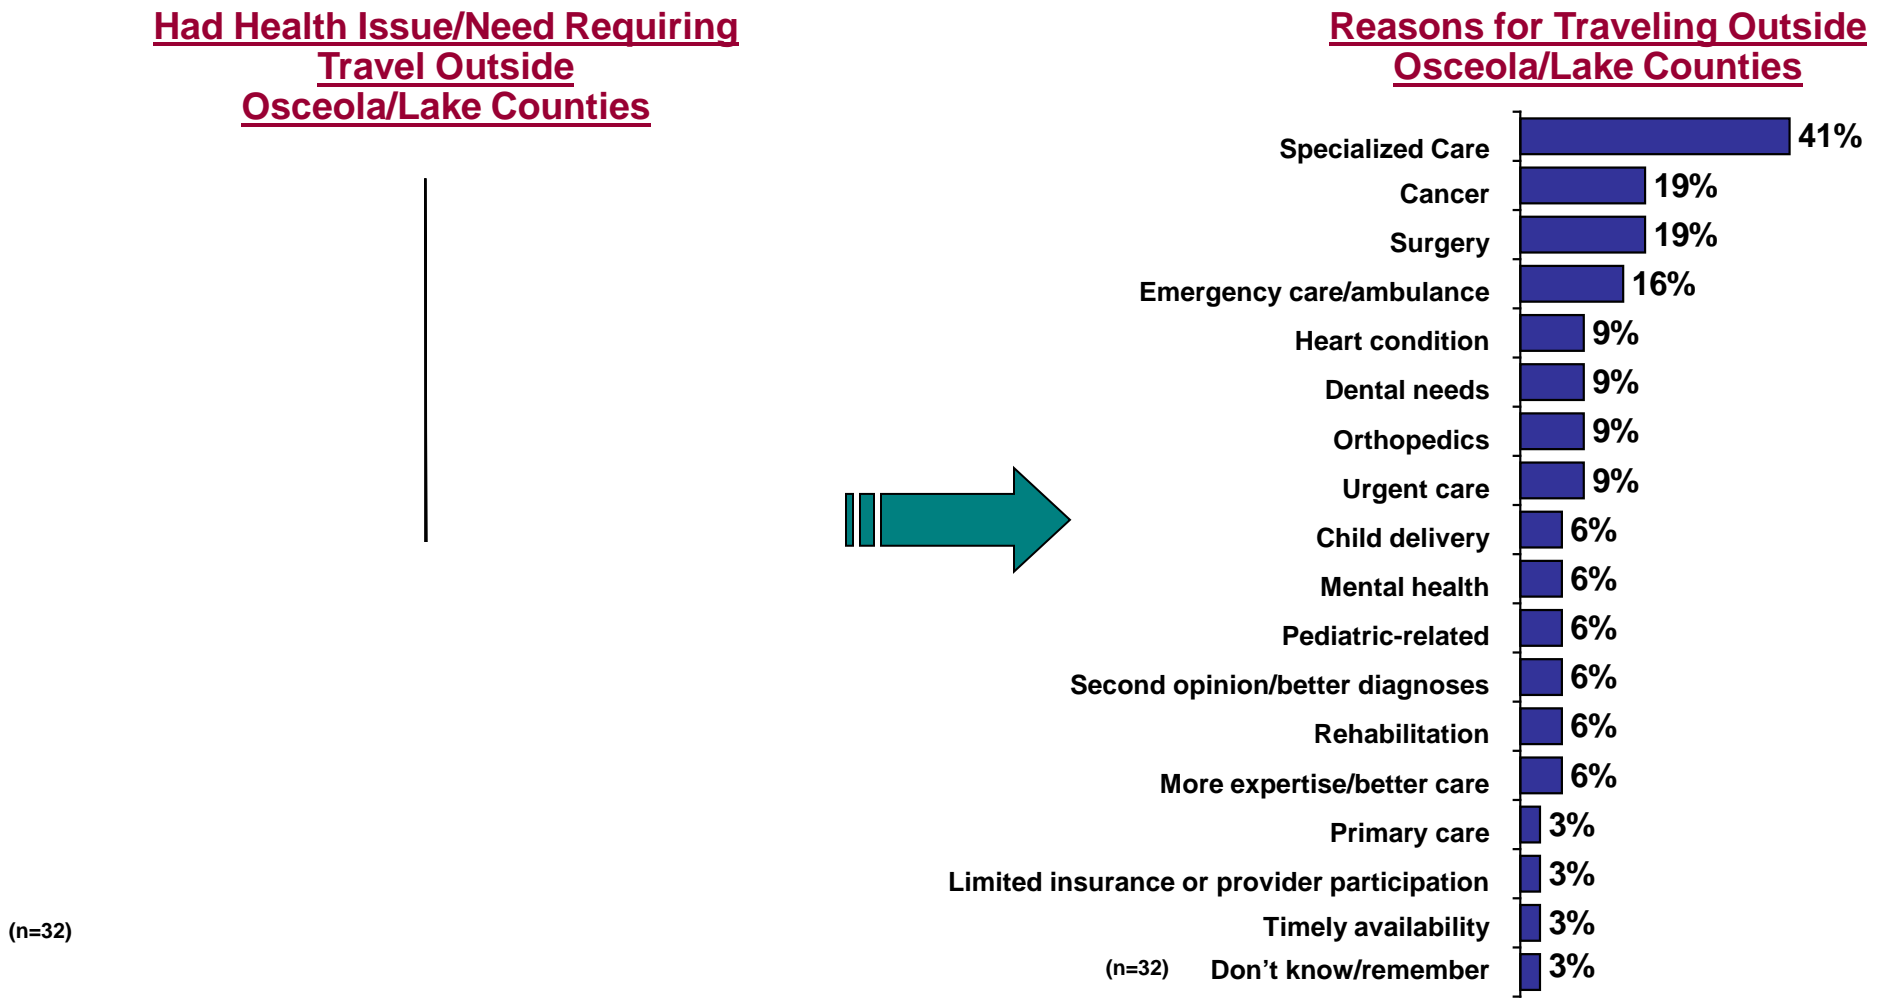 Had Health Issue/Need Requiring
Travel Outside
Osceola/Lake Counties
(n=32)
Reasons for Traveling Outside
Osceola/Lake Counties
Specialized Care 41%
Cancer 19%
Surgery 19%
Emergency care/ambulance 16%
Heart condition 9%
Dental needs 9%
Orthopedics 9%
Urgent care 9%
Child delivery 6%
Mental health 6%
Pediatric-related 6%
Second opinion/better diagnoses 6%
Rehabilitation 6%
More expertise/better care 6%
Primary care 3%
Limited insurance or provider participation 3%
Timely availability 3%
(n=32) Don’t know/remember 3%